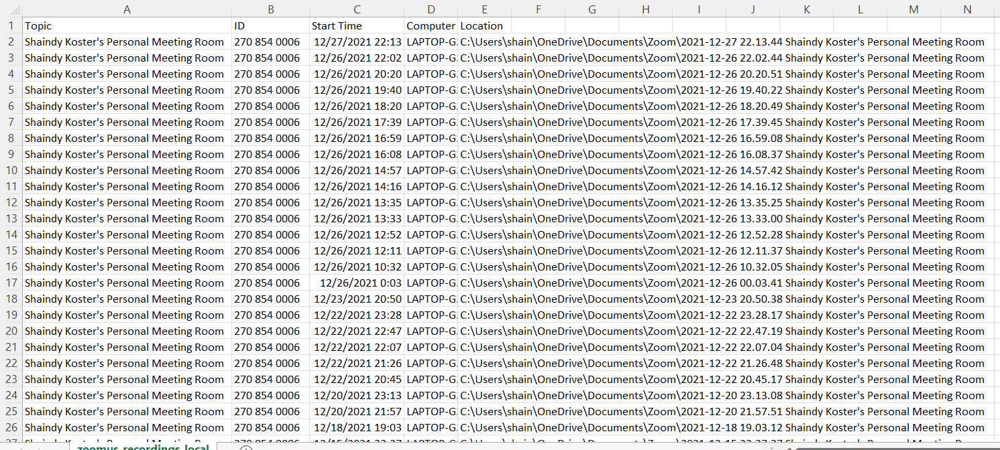 A B C D E F G H I J K L M N
1 Topic ID Start Time Computer Location
2 Shaindy Koster's Personal Meeting Room 270 854 0006 12/27/2021 22:13 LAPTOP-G C:\Users\shain\OneDrive\Documents\Zoom\2021-12-27 22.13.44 Shaindy Koster's Personal Meeting Room
3 Shaindy Koster's Personal Meeting Room 270 854 0006 12/26/2021 22:02 LAPTOP-G C:\Users\shain\OneDrive\Documents\Zoom\2021-12-26 22.02.44 Shaindy Koster's Personal Meeting Room
4 Shaindy Koster's Personal Meeting Room 270 854 0006 12/26/2021 20:20 LAPTOP-G C:\Users\shain\OneDrive\Documents\Zoom\2021-12-26 20.20.51 Shaindy Koster's Personal Meeting Room
5 Shaindy Koster's Personal Meeting Room 270 854 0006 12/26/2021 19:40 LAPTOP-G C:\Users\shain\OneDrive\Documents\Zoom\2021-12-26 19.40.22 Shaindy Koster's Personal Meeting Room
6 Shaindy Koster's Personal Meeting Room 270 854 0006 12/26/2021 18:20 LAPTOP-G C:\Users\shain\OneDrive\Documents\Zoom\2021-12-26 18.20.49 Shaindy Koster's Personal Meeting Room
7 Shaindy Koster's Personal Meeting Room 270 854 0006 12/26/2021 17:39 LAPTOP-G C:\Users\shain\OneDrive\Documents\Zoom\2021-12-26 17.39.45 Shaindy Koster's Personal Meeting Room
8 Shaindy Koster's Personal Meeting Room 270 854 0006 12/26/2021 16:59 LAPTOP-G C:\Users\shain\OneDrive\Documents\Zoom\2021-12-26 16.59.08 Shaindy Koster's Personal Meeting Room
9 Shaindy Koster's Personal Meeting Room 270 854 0006 12/26/2021 16:08 LAPTOP-G C:\Users\shain\OneDrive\Documents\Zoom\2021-12-26 16.08.37 Shaindy Koster's Personal Meeting Room
10 Shaindy Koster's Personal Meeting Room 270 854 0006 12/26/2021 14:57 LAPTOP-G C:\Users\shain\OneDrive\Documents\Zoom\2021-12-26 14.57.42 Shaindy Koster's Personal Meeting Room
11 Shaindy Koster's Personal Meeting Room 270 854 0006 12/26/2021 14:16 LAPTOP-G C:\Users\shain\OneDrive\Documents\Zoom\2021-12-26 14.16.12 Shaindy Koster's Personal Meeting Room
12 Shaindy Koster's Personal Meeting Room 270 854 0006 12/26/2021 13:35 LAPTOP-G C:\Users\shain\OneDrive\Documents\Zoom\2021-12-26 13.35.25 Shaindy Koster's Personal Meeting Room
13 Shaindy Koster's Personal Meeting Room 270 854 0006 12/26/2021 13:33 LAPTOP-G C:\Users\shain\OneDrive\Documents\Zoom\2021-12-26 13.33.00 Shaindy Koster's Personal Meeting Room
14 Shaindy Koster's Personal Meeting Room 270 854 0006 12/26/2021 12:52 LAPTOP-G C:\Users\shain\OneDrive\Documents\Zoom\2021-12-26 12.52.28 Shaindy Koster's Personal Meeting Room
15 Shaindy Koster's Personal Meeting Room 270 854 0006 12/26/2021 12:11 LAPTOP-G C:\Users\shain\OneDrive\Documents\Zoom\2021-12-26 12.11.37 Shaindy Koster's Personal Meeting Room
16 Shaindy Koster's Personal Meeting Room 270 854 0006 12/26/2021 10:32 LAPTOP-G C:\Users\shain\OneDrive\Documents\Zoom\2021-12-26 10.32.05 Shaindy Koster's Personal Meeting Room
17 Shaindy Koster's Personal Meeting Room 270 854 0006 12/26/2021 0:03 LAPTOP-G C:\Users\shain\OneDrive\Documents\Zoom\2021-12-26 00.03.41 Shaindy Koster's Personal Meeting Room
18 Shaindy Koster's Personal Meeting Room 270 854 0006 12/23/2021 20:50 LAPTOP-G C:\Users\shain\OneDrive\Documents\Zoom\2021-12-23 20.50.38 Shaindy Koster's Personal Meeting Room
19 Shaindy Koster's Personal Meeting Room 270 854 0006 12/22/2021 23:28 LAPTOP-G C:\Users\shain\OneDrive\Documents\Zoom\2021-12-22 23.28.17 Shaindy Koster's Personal Meeting Room
20 Shaindy Koster's Personal Meeting Room 270 854 0006 12/22/2021 22:47 LAPTOP-G C:\Users\shain\OneDrive\Documents\Zoom\2021-12-22 22.47.19 Shaindy Koster's Personal Meeting Room
21 Shaindy Koster's Personal Meeting Room 270 854 0006 12/22/2021 22:07 LAPTOP-G C:\Users\shain\OneDrive\Documents\Zoom\2021-12-22 22.07.04 Shaindy Koster's Personal Meeting Room
22 Shaindy Koster's Personal Meeting Room 270 854 0006 12/22/2021 21:26 LAPTOP-G C:\Users\shain\OneDrive\Documents\Zoom\2021-12-22 21.26.48 Shaindy Koster's Personal Meeting Room
23 Shaindy Koster's Personal Meeting Room 270 854 0006 12/22/2021 20:45 LAPTOP-G C:\Users\shain\OneDrive\Documents\Zoom\2021-12-22 20.45.17 Shaindy Koster's Personal Meeting Room
24 Shaindy Koster's Personal Meeting Room 270 854 0006 12/20/2021 23:13 LAPTOP-G C:\Users\shain\OneDrive\Documents\Zoom\2021-12-20 23.13.08 Shaindy Koster's Personal Meeting Room
25 Shaindy Koster's Personal Meeting Room 270 854 0006 12/20/2021 21:57 LAPTOP-G C:\Users\shain\OneDrive\Documents\Zoom\2021-12-20 21.57.51 Shaindy Koster's Personal Meeting Room
26 Shaindy Koster's Personal Meeting Room 270 854 0006 12/18/2021 19:03 LAPTOP-G C:\Users\shain\OneDrive\Documents\Zoom\2021-12-18 19.03.12 Shaindy Koster's Personal Meeting Room
zoomus_recordings_local